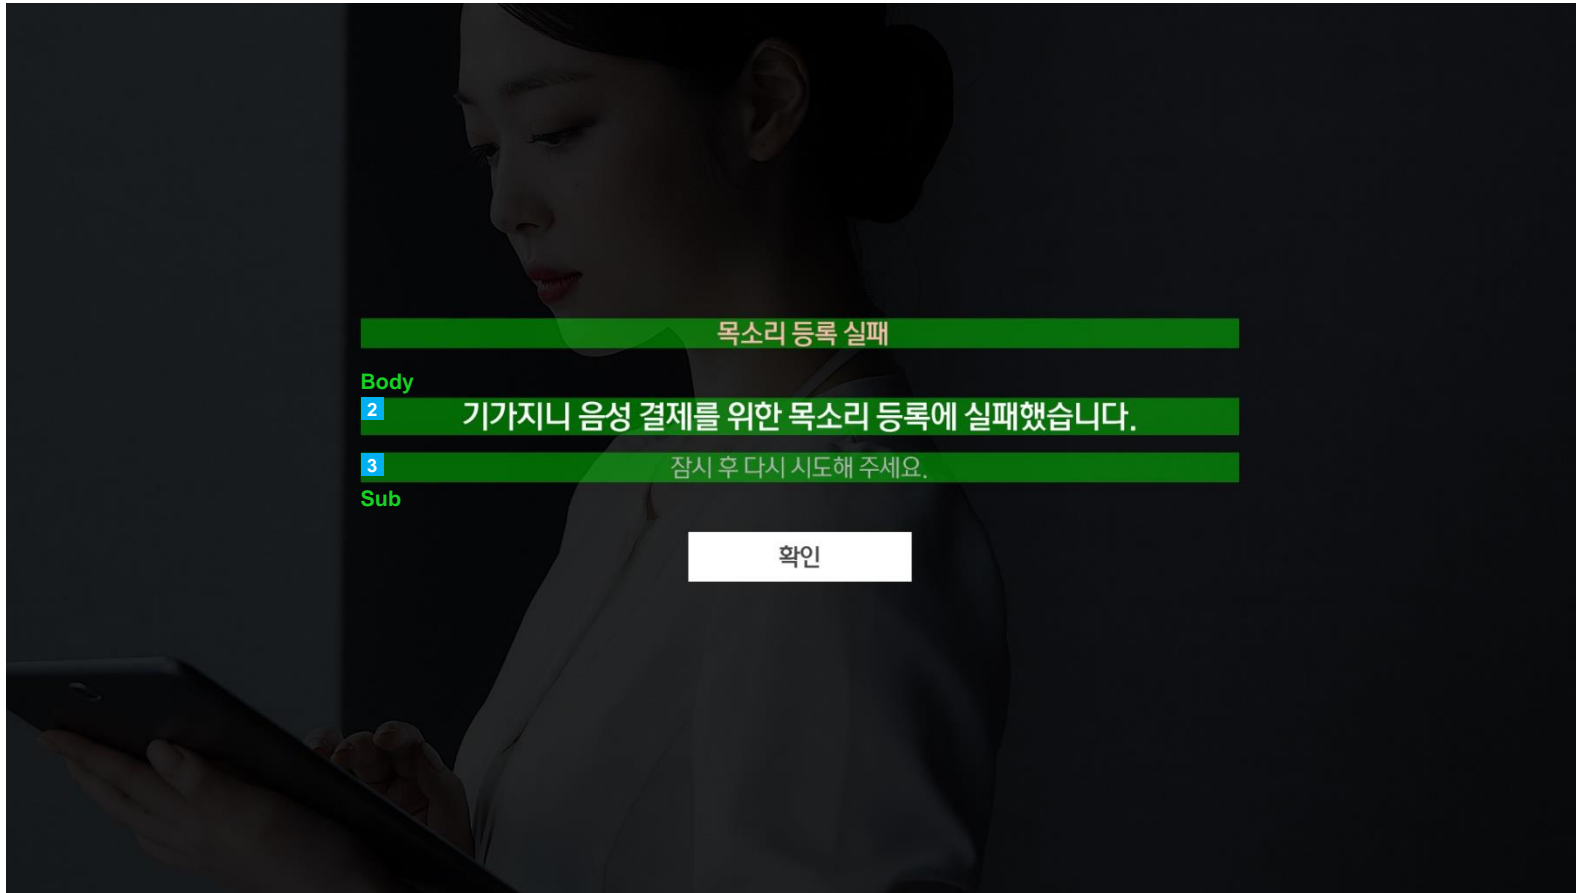 목소리 등록 실패
Body
2 기가지니 음성 결제를 위한 목소리 등록에 실패했습니다.
3 잠시 후 다시 시도해 주세요.
Sub
확인